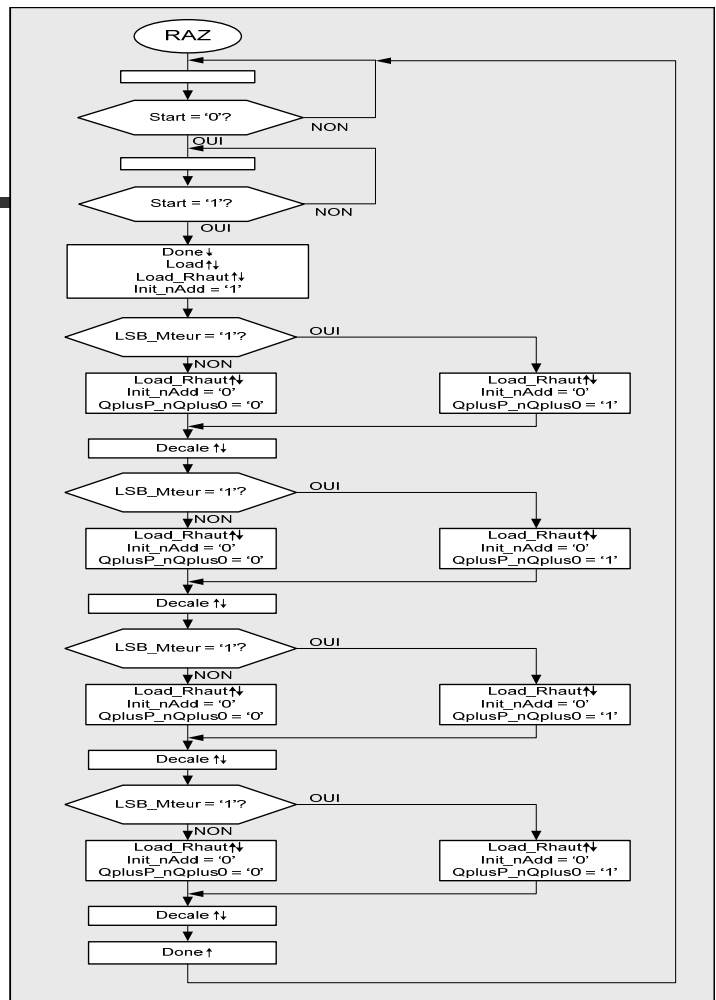 RAZ
Start = ‘0’?
NON
OUI
Start = ‘1’?
NON
OUI
Done↓
Load↑↓
Load_Rhaut↑↓
Init_nAdd = ‘1’
LSB_Mteur = ‘1’?
OUI
NON
Load_Rhaut↑↓
Init_nAdd = ‘0’
QplusP_nQplus0 = ‘0’
Load_Rhaut↑↓
Init_nAdd = ‘0’
QplusP_nQplus0 = ‘1’
Decale ↑↓
LSB_Mteur = ‘1’?
OUI
NON
Load_Rhaut↑↓
Init_nAdd = ‘0’
QplusP_nQplus0 = ‘0’
Load_Rhaut↑↓
Init_nAdd = ‘0’
QplusP_nQplus0 = ‘1’
Decale ↑↓
LSB_Mteur = ‘1’?
OUI
NON
Load_Rhaut↑↓
Init_nAdd = ‘0’
QplusP_nQplus0 = ‘0’
Load_Rhaut↑↓
Init_nAdd = ‘0’
QplusP_nQplus0 = ‘1’
Decale ↑↓
LSB_Mteur = ‘1’?
OUI
NON
Load_Rhaut↑↓
Init_nAdd = ‘0’
QplusP_nQplus0 = ‘0’
Load_Rhaut↑↓
Init_nAdd = ‘0’
QplusP_nQplus0 = ‘1’
Decale ↑↓
Done↑